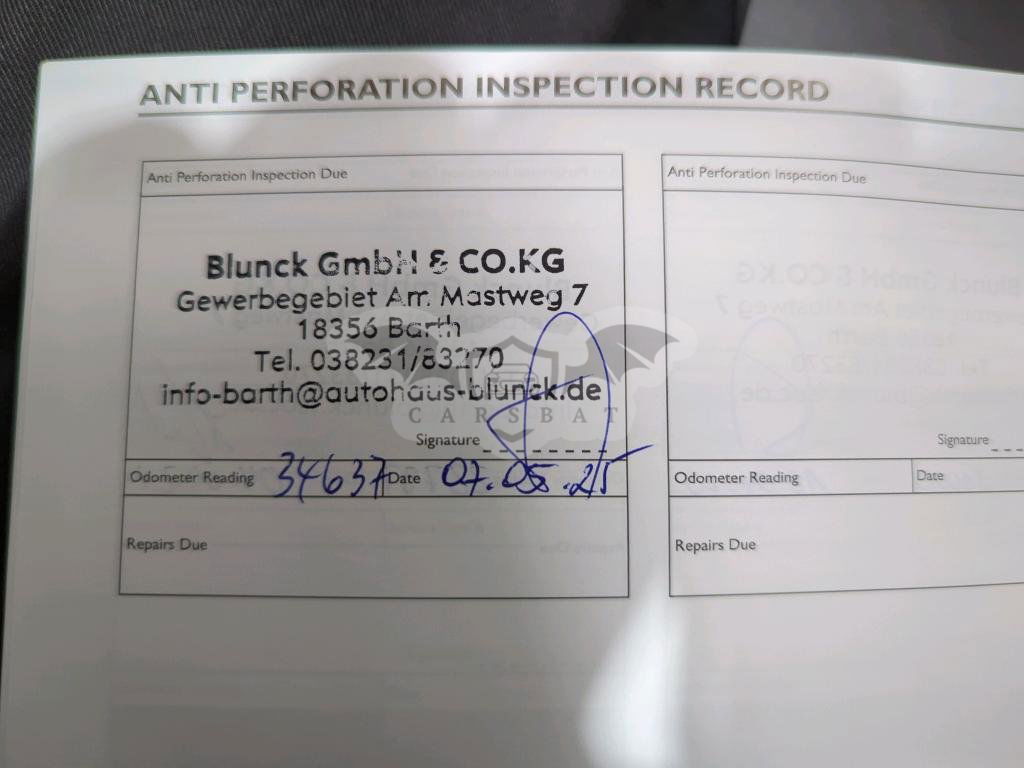 ANTI PERFORATION INSPECTION RECORD
Anti Perforation Inspection Due
Blunck GmbH & CO.KG
Gewerbegebiet Am Mastweg 7
18356 Barth
Tel. 038231/83270
info-barth@autohaus-blunck.de
CARSBAT
Signature
Odometer Reading 34637 Date 07.05.25
Repairs Due
Anti Perforation Inspection Due
Signature
Odometer Reading Date
Repairs Due